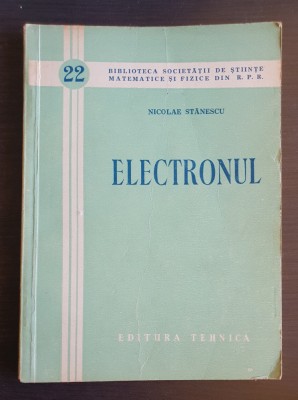 22
BIBLIOTECA SOCIETĂȚII DE ȘTIINȚE
MATEMATICE ȘI FIZICE DIN R. P. R.
NICOLAE STĂNESCU
ELECTRONUL
EDITURA TEHNICĂ